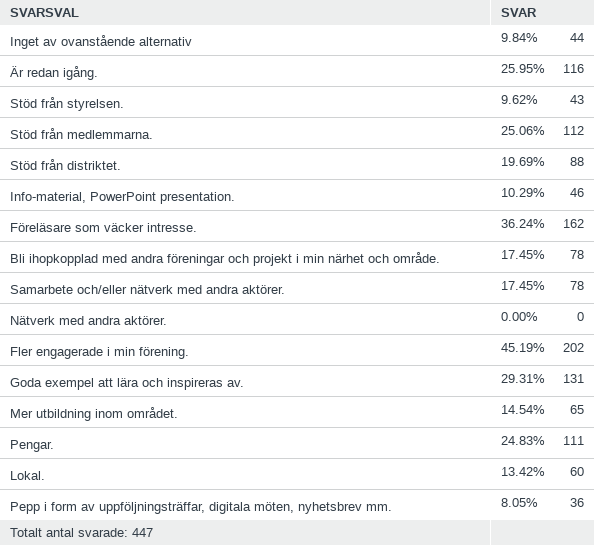 SVARSVAL SVAR
Inget av ovanstående alternativ 9.84% 44
Är redan igång. 25.95% 116
Stöd från styrelsen. 9.62% 43
Stöd från medlemmarna. 25.06% 112
Stöd från distriktet. 19.69% 88
Info-material, PowerPoint presentation. 10.29% 46
Föreläsare som väcker intresse. 36.24% 162
Bli ihopkopplad med andra föreningar och projekt i min närhet och område. 17.45% 78
Samarbete och/eller nätverk med andra aktörer. 17.45% 78
Nätverk med andra aktörer. 0.00% 0
Fler engagerade i min förening. 45.19% 202
Goda exempel att lära och inspireras av. 29.31% 131
Mer utbildning inom området. 14.54% 65
Pengar. 24.83% 111
Lokal. 13.42% 60
Pepp i form av uppföljningsträffar, digitala möten, nyhetsbrev mm. 8.05% 36
Totalt antal svarade: 447